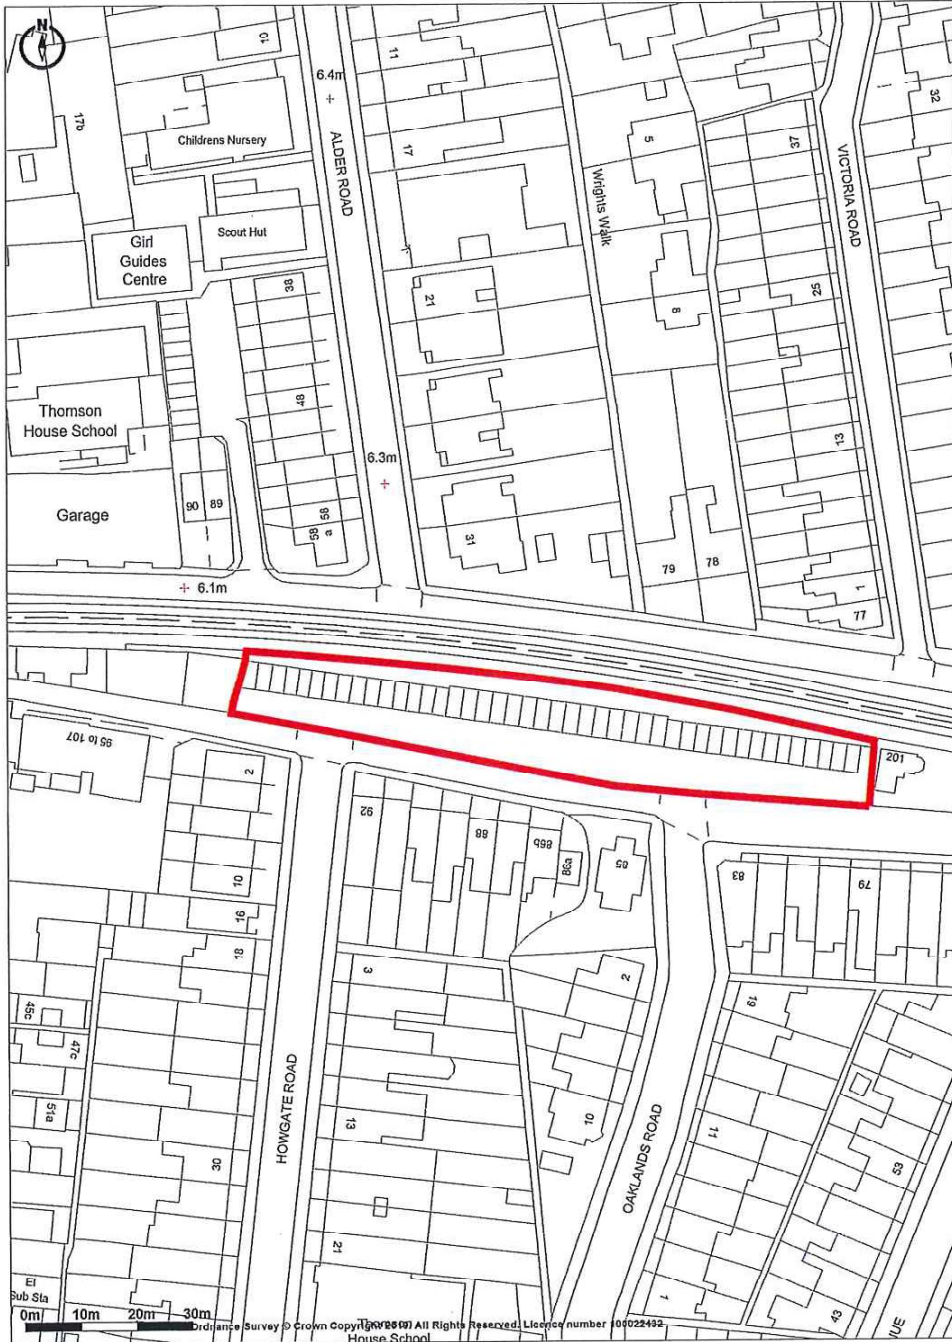 N
10
11
6.4m
32
17b
Childrens Nursery
ALDER ROAD
17
5
37
VICTORIA ROAD
Wrights Walk
Scout Hut
Girl
Guides
Centre
38
21
8
25
48
Thomson
House School
13
6.3m
90
89
58
58
a
Garage
31
79
78
1
77
6.1m
201
95 to 107
2
92
88
86b
86a
85
83
79
10
16
18
3
2
19
45c
47c
51a
HOWGATE ROAD
13
10
OAKLANDS ROAD
11
53
30
21
1
43
El
Sub Sta
0m 10m 20m 30m
Ordnance Survey © Crown Copyright All Rights Reserved. Licence number 100022432
Thomson
House School